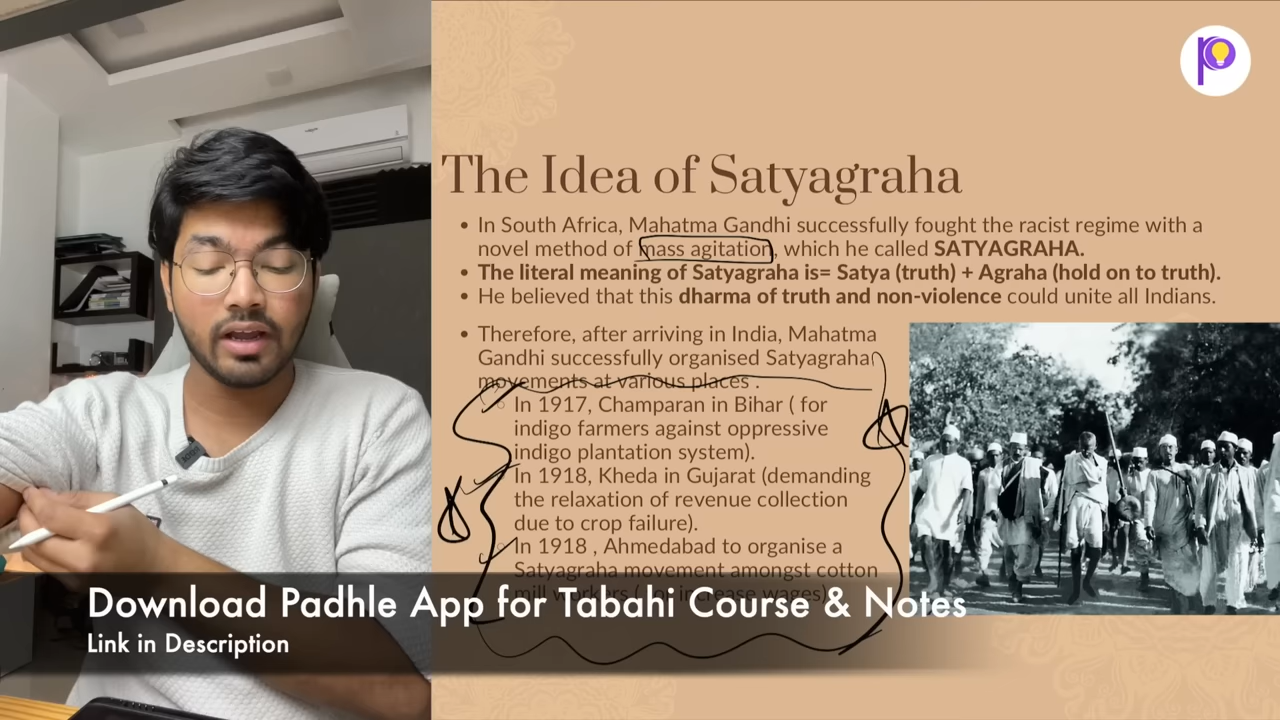 The Idea of Satyagraha
• In South Africa, Mahatma Gandhi successfully fought the racist regime with a
novel method of mass agitation, which he called SATYAGRAHA.
• The literal meaning of Satyagraha is= Satya (truth) + Agraha (hold on to truth).
• He believed that this dharma of truth and non-violence could unite all Indians.
• Therefore, after arriving in India, Mahatma
Gandhi successfully organised Satyagraha
movements at various places .
In 1917, Champaran in Bihar ( for
indigo farmers against oppressive
indigo plantation system).
In 1918, Kheda in Gujarat (demanding
the relaxation of revenue collection
due to crop failure).
In 1918 , Ahmedabad to organise a
Satyagraha movement amongst cotton
mill workers ( for increase wages)
Download Padhle App for Tabahi Course & Notes
Link in Description